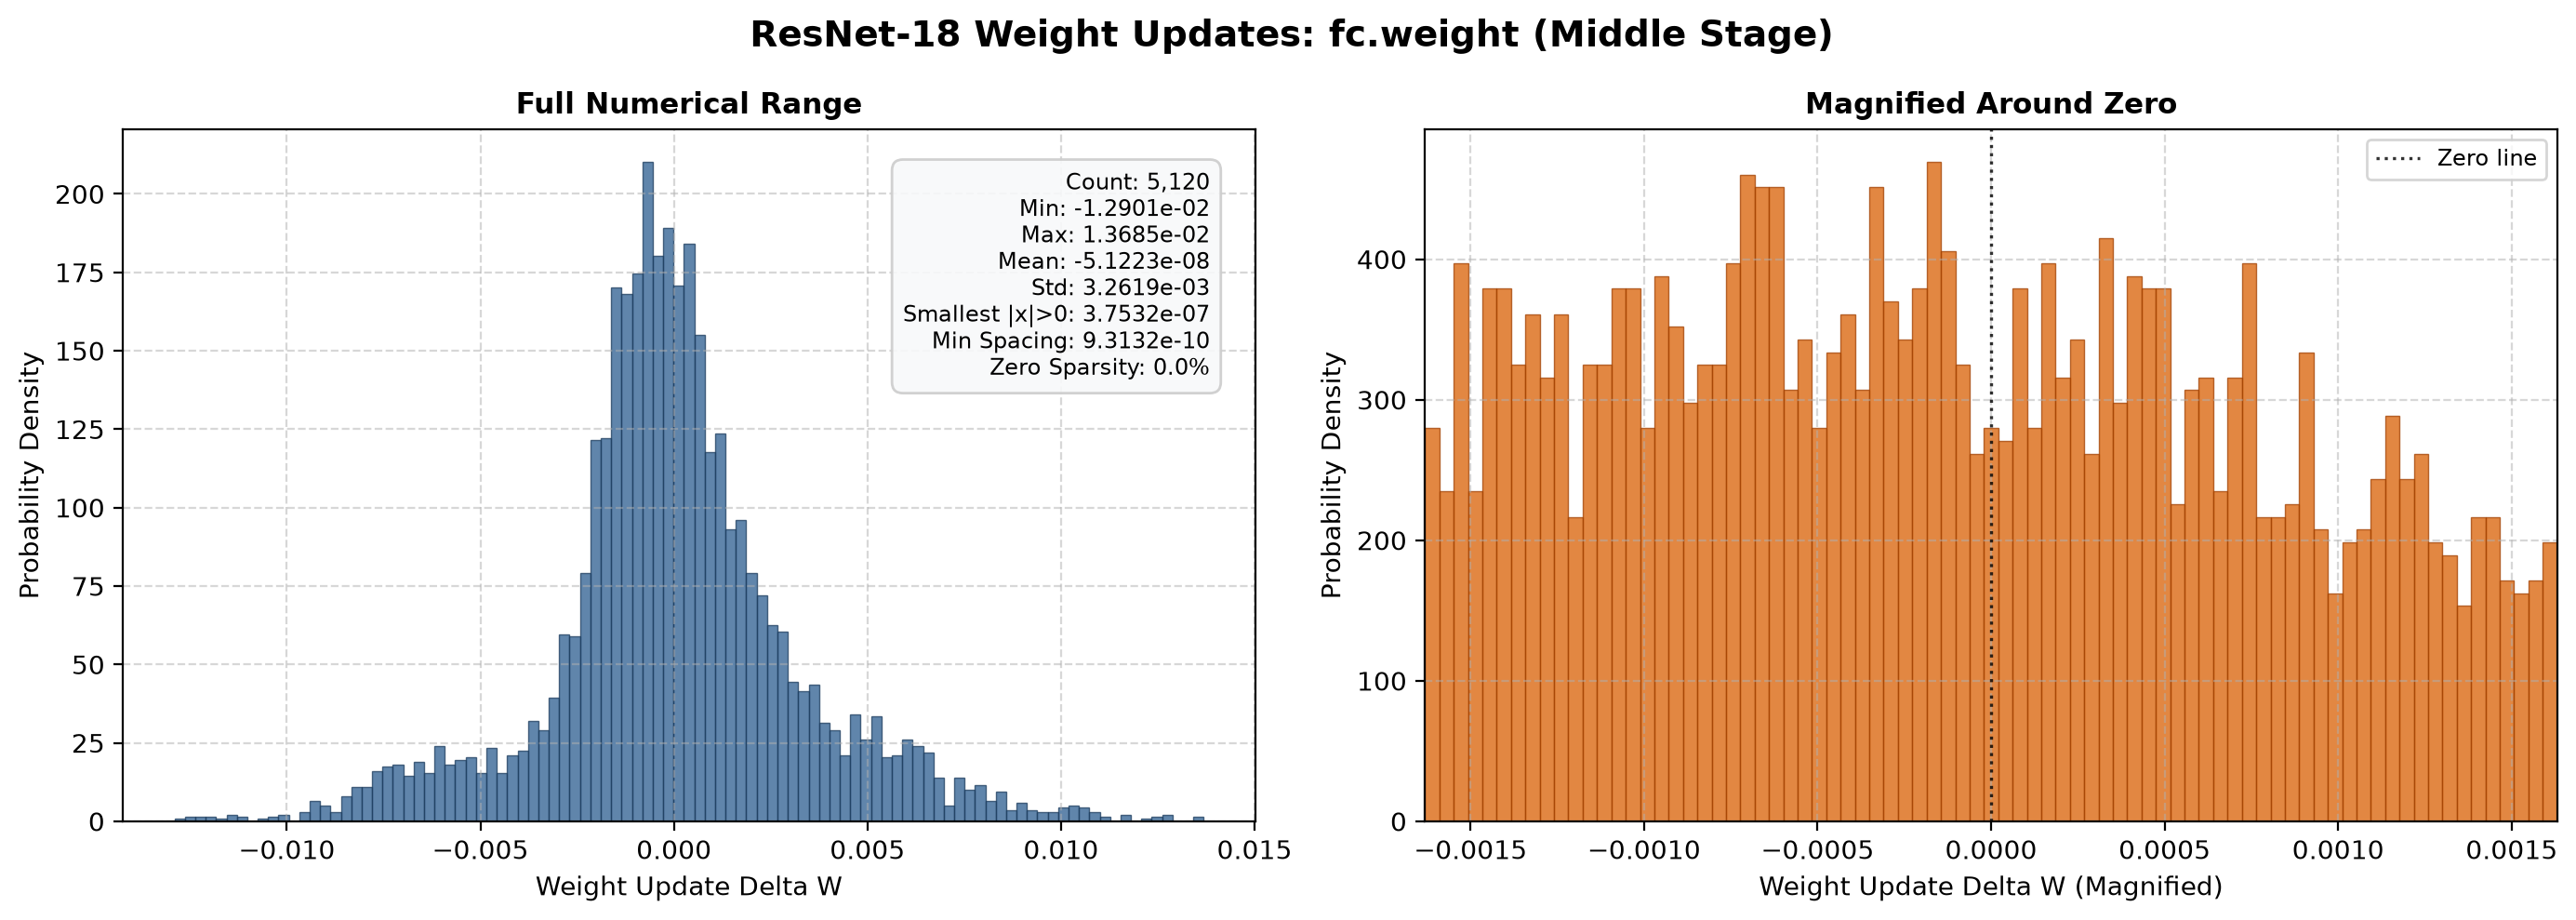 ResNet-18 Weight Updates: fc.weight (Middle Stage)
Full Numerical Range
Probability Density
200
175
150
125
100
75
50
25
0
Count: 5,120
Min: -1.2901e-02
Max: 1.3685e-02
Mean: -5.1223e-08
Std: 3.2619e-03
Smallest |x|>0: 3.7532e-07
Min Spacing: 9.3132e-10
Zero Sparsity: 0.0%
−0.010 −0.005 0.000 0.005 0.010 0.015
Weight Update Delta W
Magnified Around Zero
Probability Density
400
300
200
100
0
Zero line
−0.0015 −0.0010 −0.0005 0.0000 0.0005 0.0010 0.0015
Weight Update Delta W (Magnified)